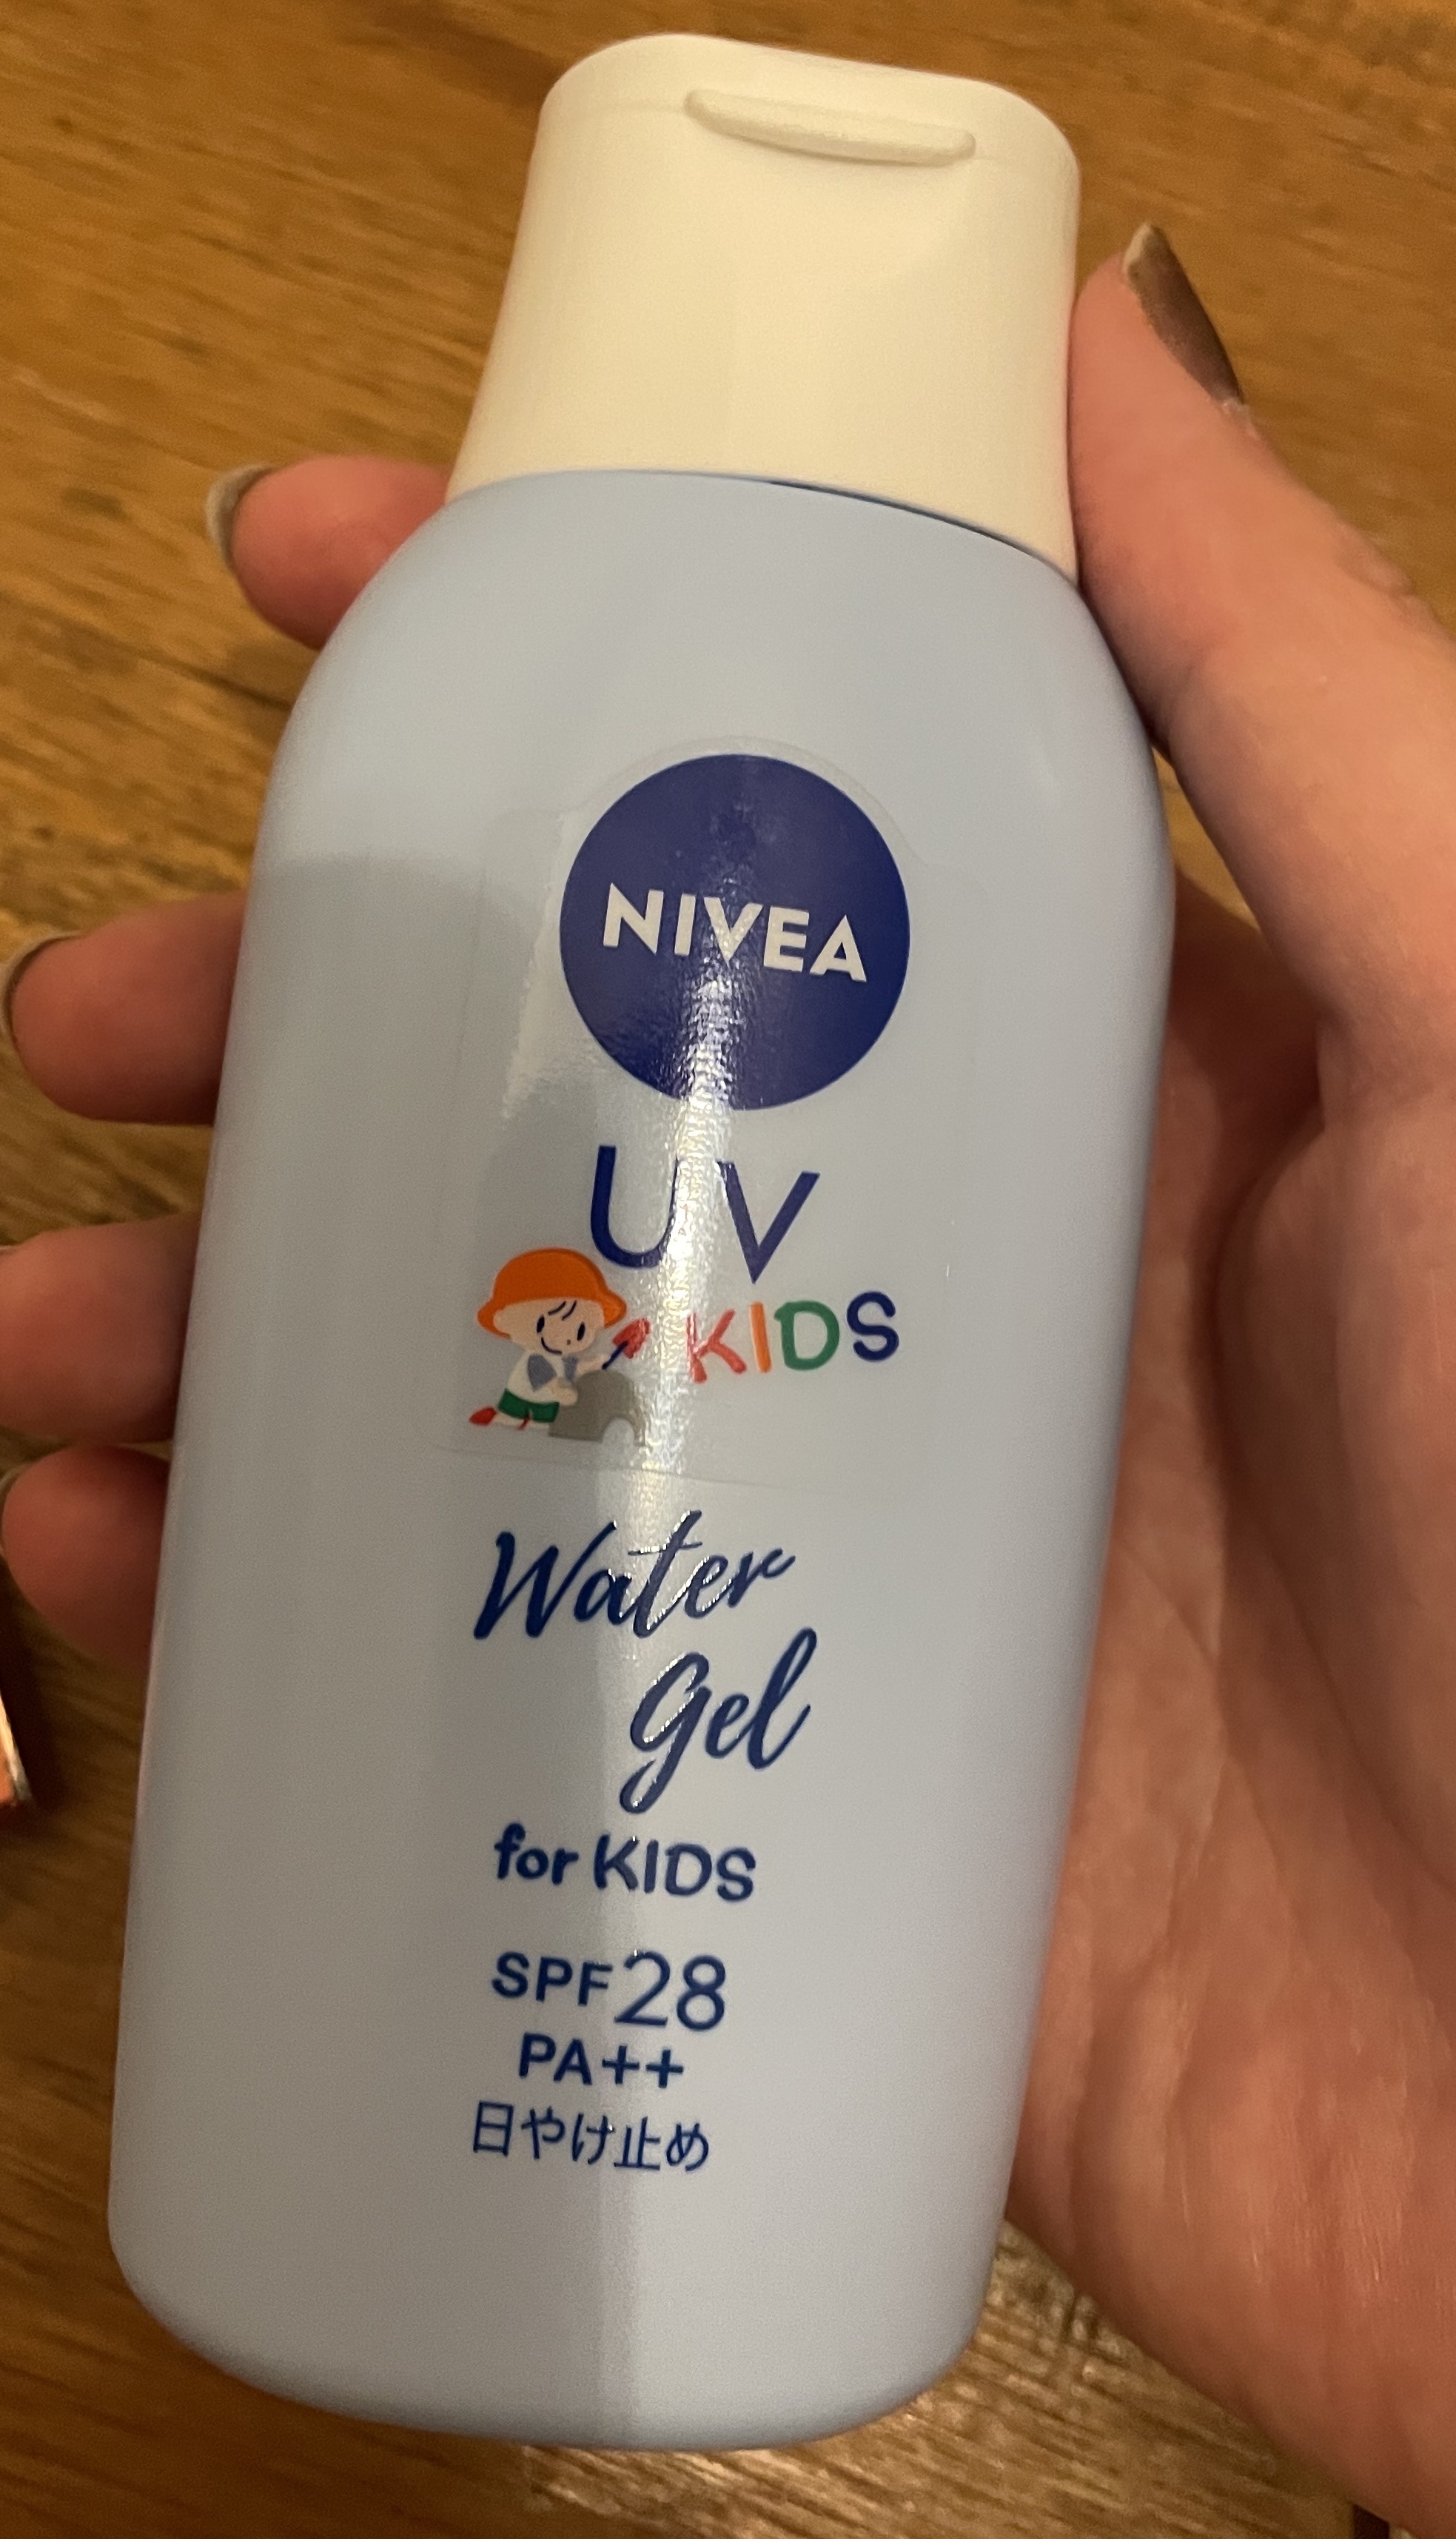 NIVEA
UV
KIDS
Water
Gel
for KIDS
SPF28
PA++
日やけ止め